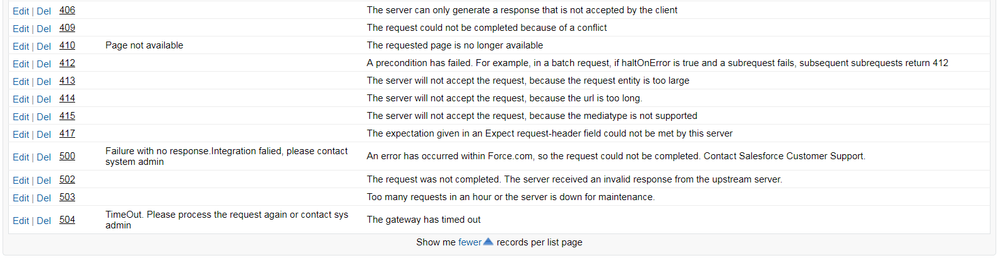 Edit | Del 406 The server can only generate a response that is not accepted by the client
Edit | Del 409 The request could not be completed because of a conflict
Edit | Del 410 Page not available The requested page is no longer available
Edit | Del 412 A precondition has failed. For example, in a batch request, if haltOnError is true and a subrequest fails, subsequent subrequests return 412
Edit | Del 413 The server will not accept the request, because the request entity is too large
Edit | Del 414 The server will not accept the request, because the url is too long.
Edit | Del 415 The server will not accept the request, because the mediatype is not supported
Edit | Del 417 The expectation given in an Expect request-header field could not be met by this server
Edit | Del 500 Failure with no response.Integration falied, please contact
system admin An error has occurred within Force.com, so the request could not be completed. Contact Salesforce Customer Support.
Edit | Del 502 The request was not completed. The server received an invalid response from the upstream server.
Edit | Del 503 Too many requests in an hour or the server is down for maintenance.
Edit | Del 504 TimeOut. Please process the request again or contact sys
admin The gateway has timed out
Show me fewer records per list page